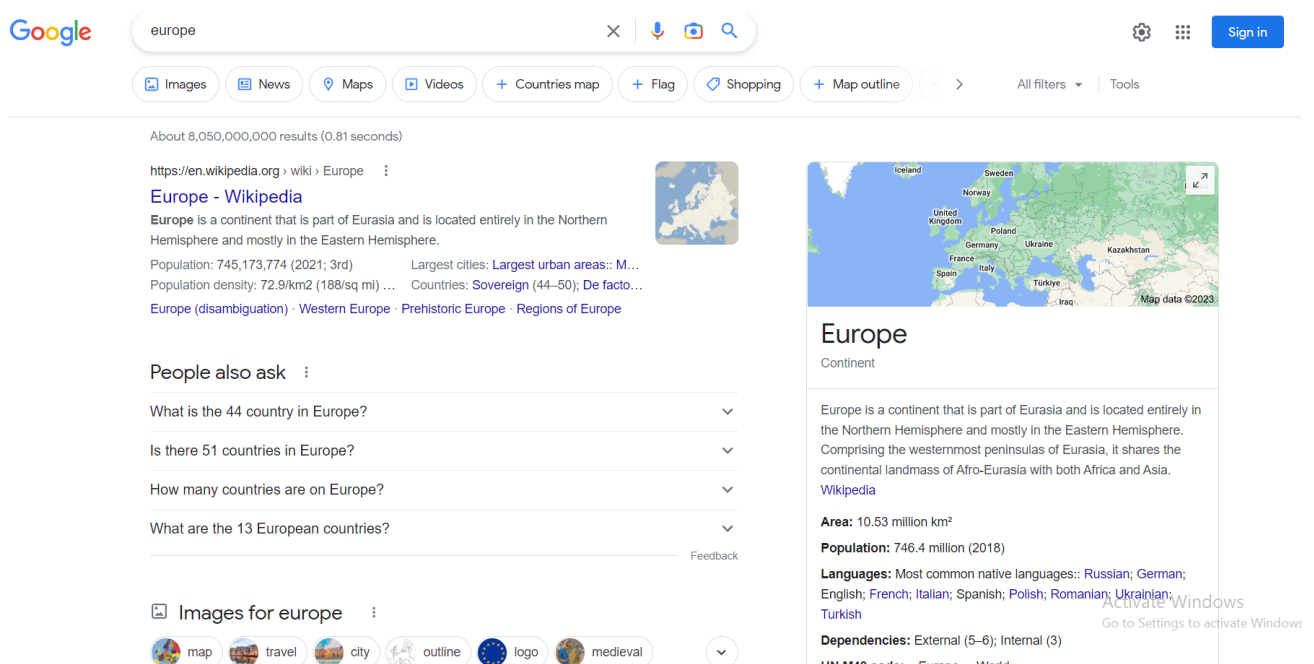 Google
europe
Sign in
Images
News
Maps
Videos
Countries map
Flag
Shopping
Map outline
All filters
Tools
About 8,050,000,000 results (0.81 seconds)
https://en.wikipedia.org › wiki › Europe
Europe - Wikipedia
Europe is a continent that is part of Eurasia and is located entirely in the Northern
Hemisphere and mostly in the Eastern Hemisphere.
Population: 745,173,774 (2021; 3rd)
Largest cities: Largest urban areas:: M...
Population density: 72.9/km2 (188/sq mi) ...
Countries: Sovereign (44–50); De facto...
Europe (disambiguation) · Western Europe · Prehistoric Europe · Regions of Europe
People also ask
What is the 44 country in Europe?
Is there 51 countries in Europe?
How many countries are on Europe?
What are the 13 European countries?
Feedback
Images for europe
map
travel
city
outline
logo
medieval
Iceland
Sweden
Norway
United
Kingdom
Poland
Germany
Ukraine
France
Kazakhstan
Italy
Spain
Türkiye
Iraq
Map data ©2023
Europe
Continent
Europe is a continent that is part of Eurasia and is located entirely in
the Northern Hemisphere and mostly in the Eastern Hemisphere.
Comprising the westernmost peninsulas of Eurasia, it shares the
continental landmass of Afro-Eurasia with both Africa and Asia.
Wikipedia
Area: 10.53 million km²
Population: 746.4 million (2018)
Languages: Most common native languages:: Russian; German;
English; French; Italian; Spanish; Polish; Romanian; Ukrainian;
Turkish
Dependencies: External (5–6); Internal (3)
Activate Windows
Go to Settings to activate Windows